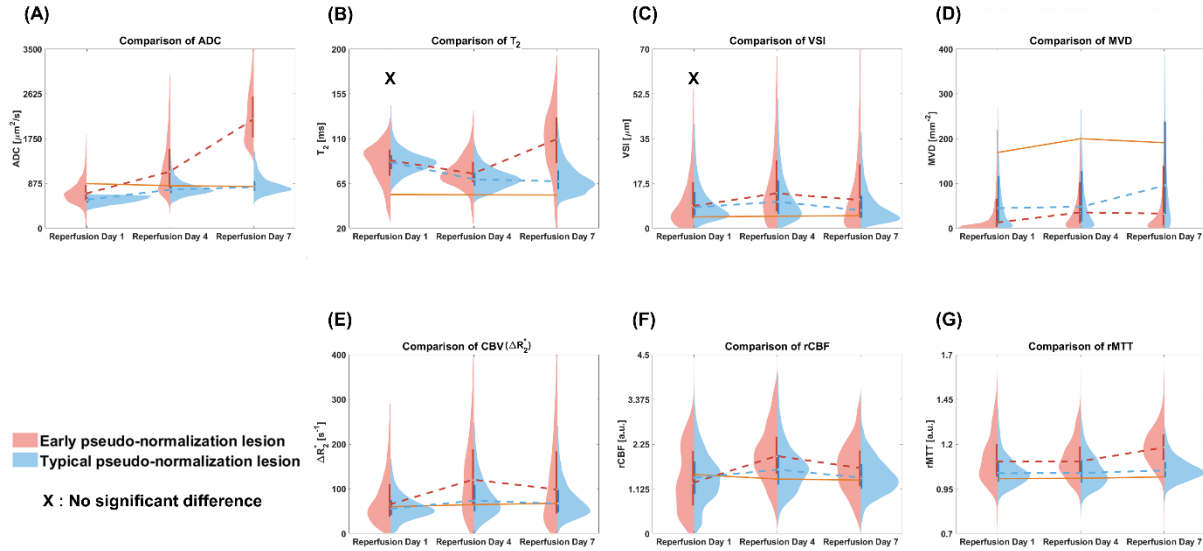 (A)
Comparison of ADC
3500
2625
1750
875
0
ADC [μm²/s]
Reperfusion Day 1 Reperfusion Day 4 Reperfusion Day 7
(B)
Comparison of T₂
200
155
110
65
20
T₂ [ms]
X
Reperfusion Day 1 Reperfusion Day 4 Reperfusion Day 7
(C)
Comparison of VSI
70
52.5
35
17.5
0
VSI [μm]
X
Reperfusion Day 1 Reperfusion Day 4 Reperfusion Day 7
(D)
Comparison of MVD
400
300
200
100
0
MVD [mm⁻²]
Reperfusion Day 1 Reperfusion Day 4 Reperfusion Day 7
(E)
Comparison of CBV (ΔR₂*)
400
300
200
100
0
ΔR₂* [s⁻¹]
Reperfusion Day 1 Reperfusion Day 4 Reperfusion Day 7
(F)
Comparison of rCBF
4.5
3.375
2.25
1.125
0
rCBF [a.u.]
Reperfusion Day 1 Reperfusion Day 4 Reperfusion Day 7
(G)
Comparison of rMTT
1.7
1.45
1.2
0.95
0.7
rMTT [a.u.]
Reperfusion Day 1 Reperfusion Day 4 Reperfusion Day 7
Early pseudo-normalization lesion
Typical pseudo-normalization lesion
X : No significant difference